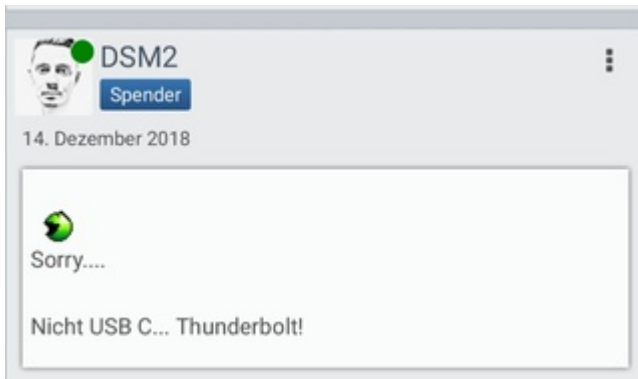 DSM2
Spender
14. Dezember 2018
Sorry....
Nicht USB C... Thunderbolt!